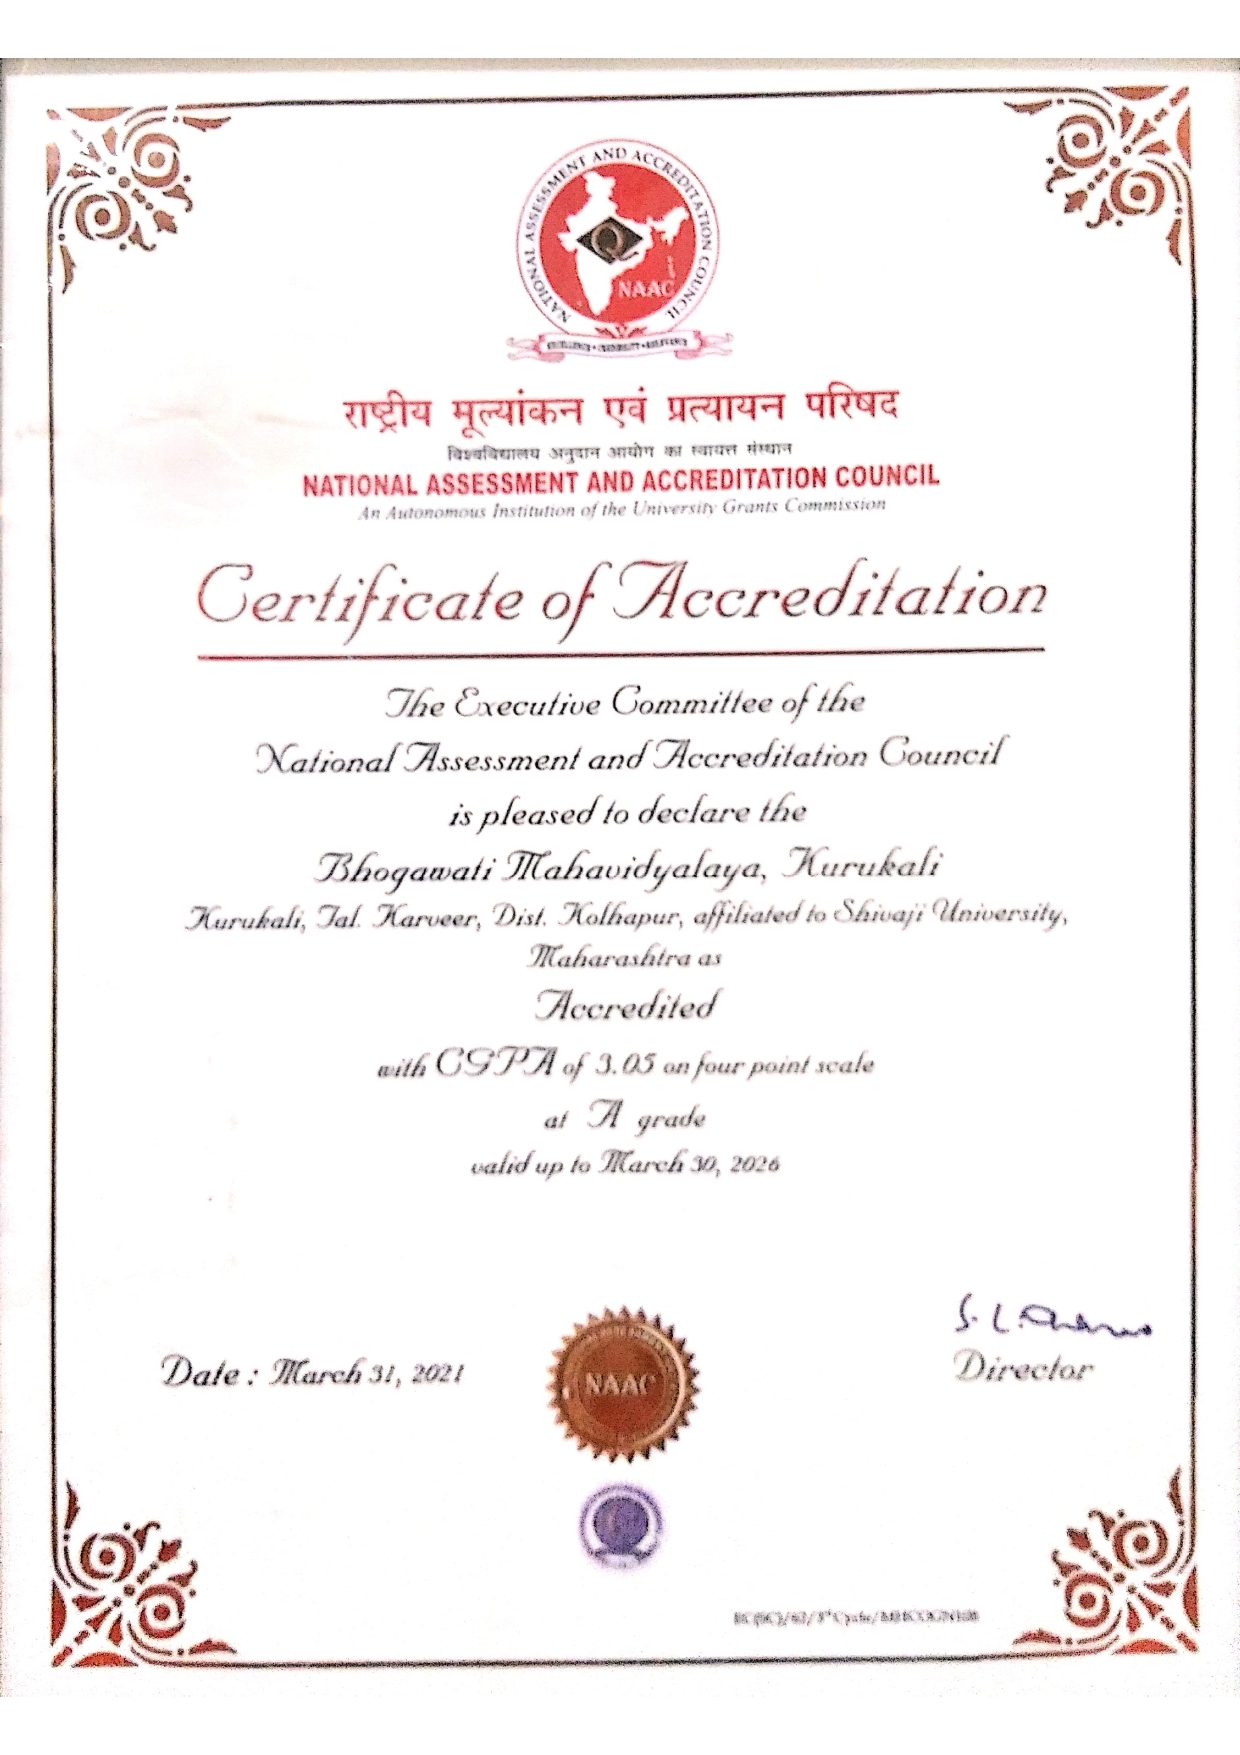 NATIONAL ASSESSMENT AND ACCREDITATION COUNCIL
NAAC
राष्ट्रीय मूल्यांकन एवं प्रत्यायन परिषद
विश्वविद्यालय अनुदान आयोग का स्वायत्त संस्थान
NATIONAL ASSESSMENT AND ACCREDITATION COUNCIL
An Autonomous Institution of the University Grants Commission
Certificate of Accreditation
The Executive Committee of the
National Assessment and Accreditation Council
is pleased to declare the
Bhogawati Mahavidyalaya, Kurukali
Kurukali, Tal. Karveer, Dist. Kolhapur, affiliated to Shivaji University,
Maharashtra as
Accredited
with CGPA of 3.05 on four point scale
at A grade
valid up to March 30, 2026
S. L.
Date : March 31, 2021
Director
NAAC